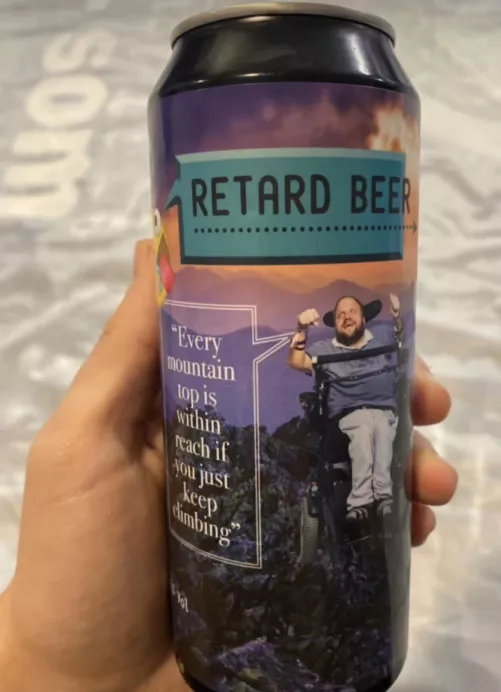 RETARD BEER
“Every
mountain
top is
within
reach if
you just
keep
climbing”